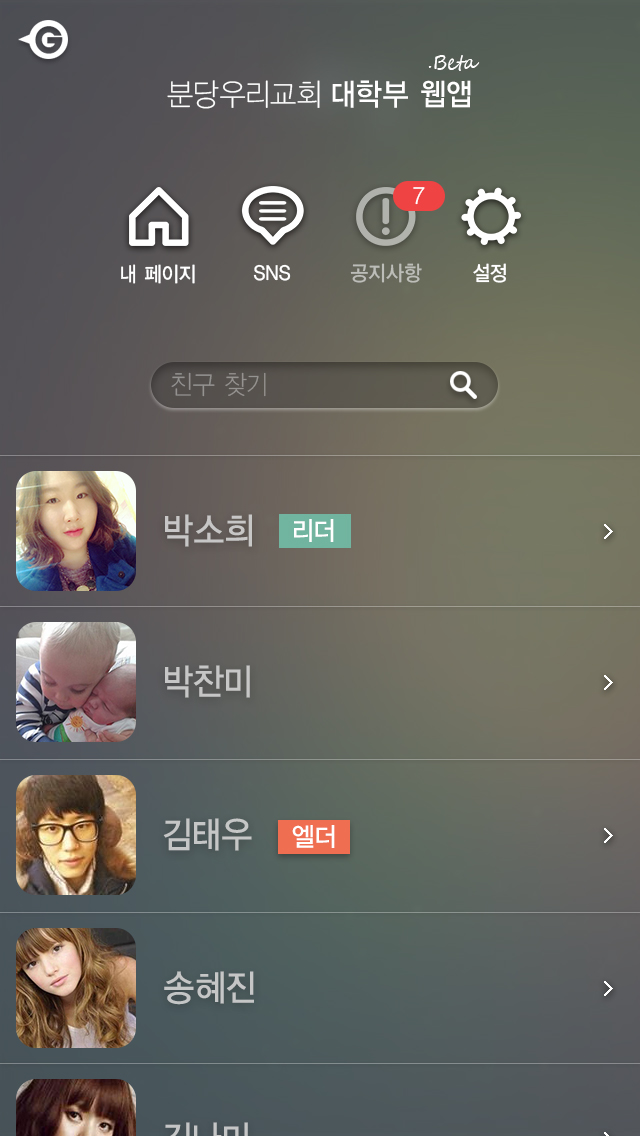 G
.Beta
분당우리교회 대학부 웹앱
7
내 페이지
SNS
공지사항
설정
친구 찾기
박소희 리더
박찬미
김태우 엘더
송혜진